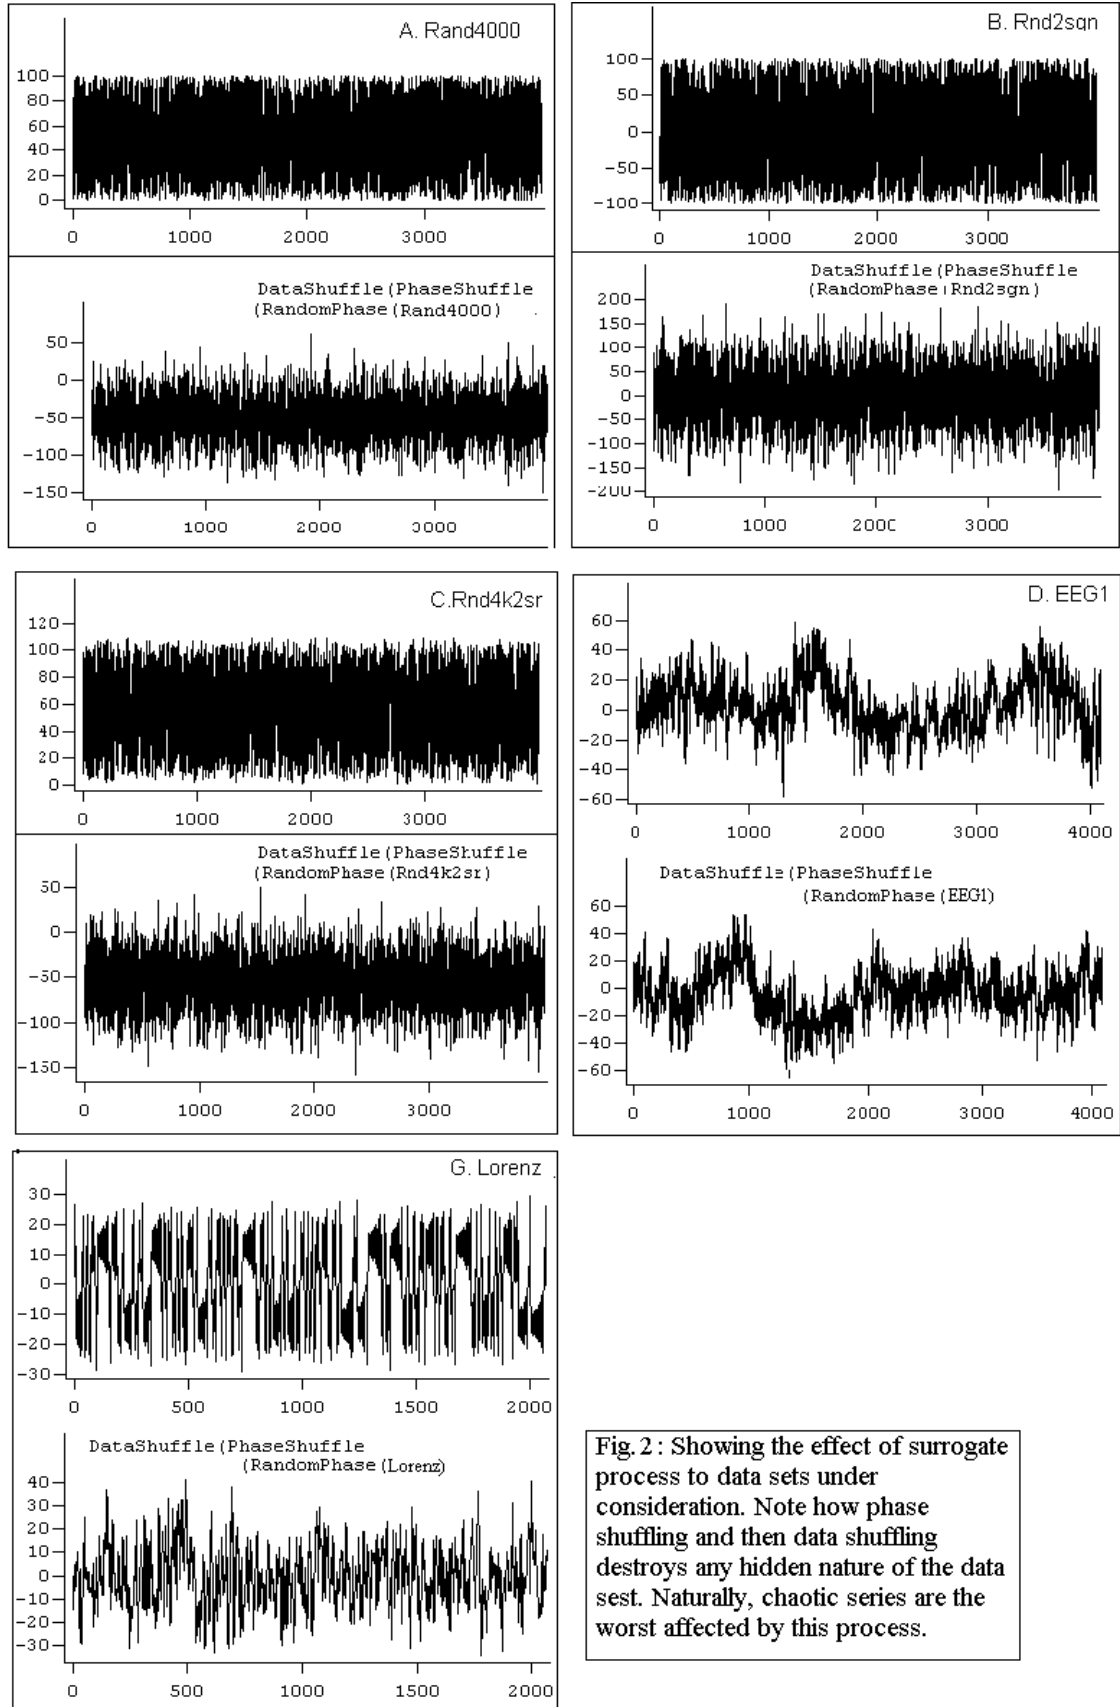 A. Rand4000
100
80
60
40
20
0
0 1000 2000 3000
DataShuffle(PhaseShuffle
(RandomPhase(Rand4000)
50
0
-50
-100
-150
0 1000 2000 3000
B. Rnd2sgn
100
50
0
-50
-100
0 1000 2000 3000
DataShuffle(PhaseShuffle
(RandomPhase(Rnd2sgn)
200
150
100
50
0
-50
-100
-150
-200
0 1000 2000 3000
C.Rnd4k2sr
120
100
80
60
40
20
0
0 1000 2000 3000
DataShuffle(PhaseShuffle
(RandomPhase(Rnd4k2sr)
50
0
-50
-100
-150
0 1000 2000 3000
D. EEG1
60
40
20
0
-20
-40
-60
0 1000 2000 3000 4000
DataShuffle(PhaseShuffle
(RandomPhase(EEG1)
60
40
20
0
-20
-40
-60
0 1000 2000 3000 4000
G. Lorenz
30
20
10
0
-10
-20
-30
0 500 1000 1500 2000
DataShuffle(PhaseShuffle
(RandomPhase(Lorenz)
40
30
20
10
0
-10
-20
-30
0 500 1000 1500 2000
Fig. 2 : Showing the effect of surrogate
process to data sets under
consideration. Note how phase
shuffling and then data shuffling
destroys any hidden nature of the data
sest. Naturally, chaotic series are the
worst affected by this process.